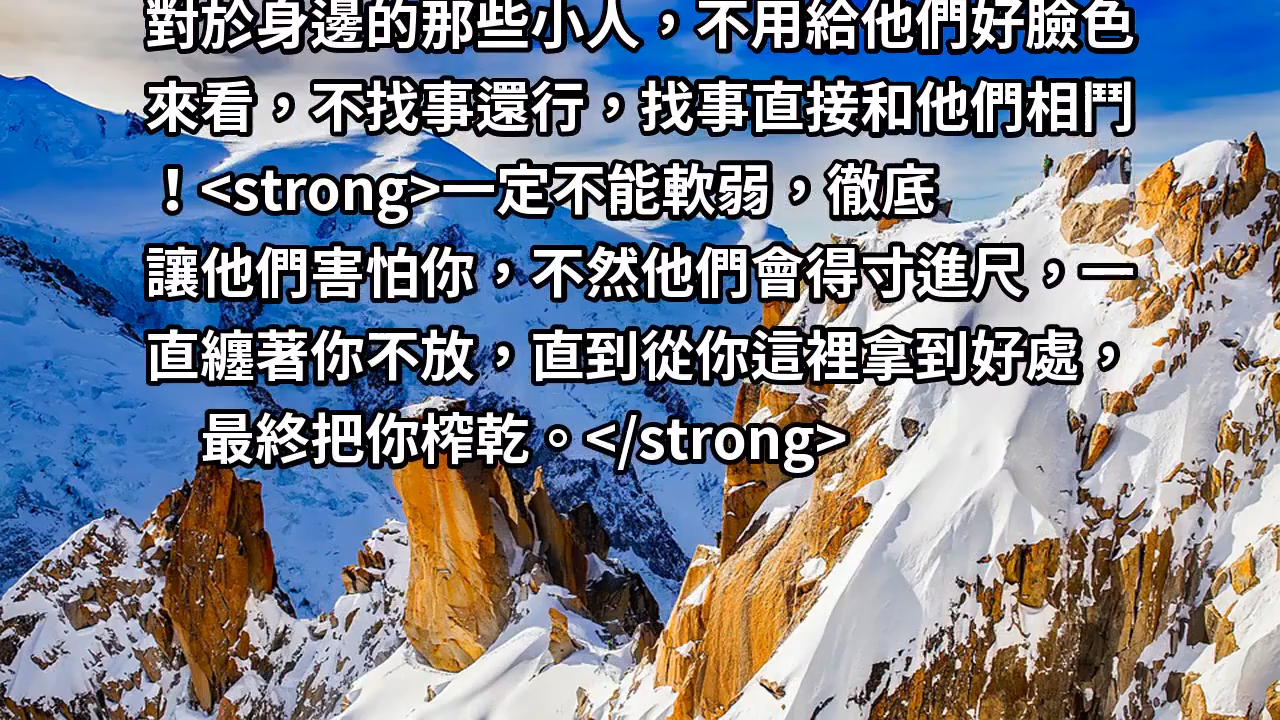 對於身邊的那些小人，不用給他們好臉色
來看，不找事還行，找事直接和他們相鬥
！<strong>一定不能軟弱，徹底
讓他們害怕你，不然他們會得寸進尺，一
直纏著你不放，直到從你這裡拿到好處，
最終把你榨乾。</strong>